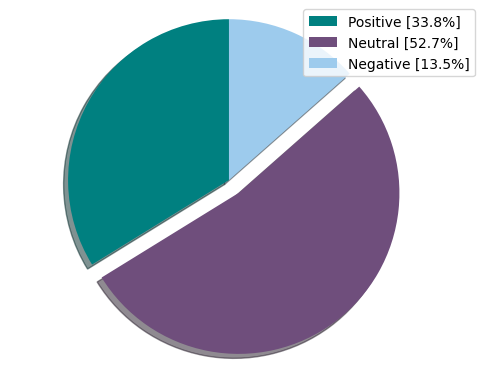 Positive [33.8%]
Neutral [52.7%]
Negative [13.5%]